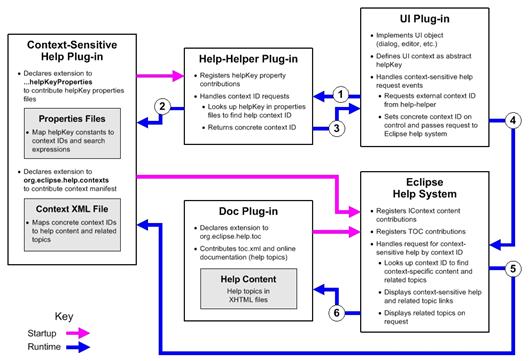 Context-Sensitive
Help Plug-in
• Declares extension to
...helpKeyProperties
to contribute helpKey properties
files
Properties Files
• Map helpKey constants to
context IDs and search
expressions
• Declares extension to
org.eclipse.help.contexts
to contribute context manifest
Context XML File
• Maps concrete context IDs
to help content and related
topics
Key
Startup
Runtime
Help-Helper Plug-in
• Registers helpKey property
contributions
• Handles context ID requests
• Looks up helpKey in properties
files to find help context ID
• Returns concrete context ID
UI Plug-in
• Implements UI object
(dialog, editor, etc.)
• Defines UI context as abstract
helpKey
• Handles context-sensitive help
request events
• Requests external context ID
from help-helper
• Sets concrete context ID on
control and passes request to
Eclipse help system
1
2
3
4
Doc Plug-in
• Declares extension to
org.eclipse.help.toc
• Contributes toc.xml and online
documentation (help topics)
Help Content
Help topics in
XHTML files
Eclipse
Help System
• Registers IContext content
contributions
• Registers TOC contributions
• Handles request for context-
sensitive help by context ID
• Looks up context ID to find
context-specific content and
related topics
• Displays context-sensitive help
and related topic links
• Displays related topics on
request
5
6